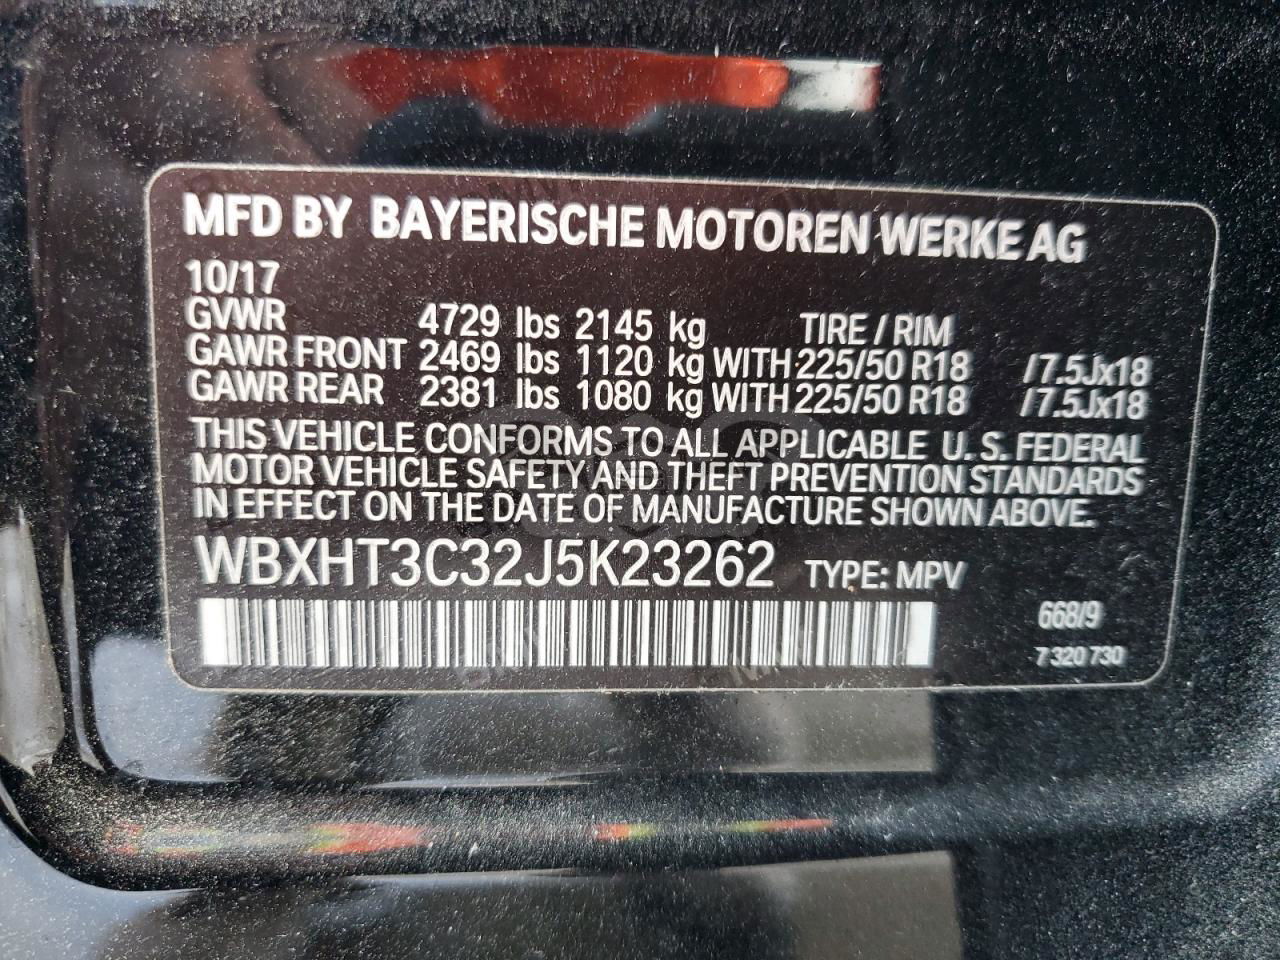 MFD BY BAYERISCHE MOTOREN WERKE AG
10/17
GVWR 4729 lbs 2145 kg TIRE / RIM
GAWR FRONT 2469 lbs 1120 kg WITH 225/50 R18 /7.5Jx18
GAWR REAR 2381 lbs 1080 kg WITH 225/50 R18 /7.5Jx18
THIS VEHICLE CONFORMS TO ALL APPLICABLE U.S. FEDERAL
MOTOR VEHICLE SAFETY AND THEFT PREVENTION STANDARDS
IN EFFECT ON THE DATE OF MANUFACTURE SHOWN ABOVE.
WBXHT3C32J5K23262 TYPE: MPV
668/9
7 320 730